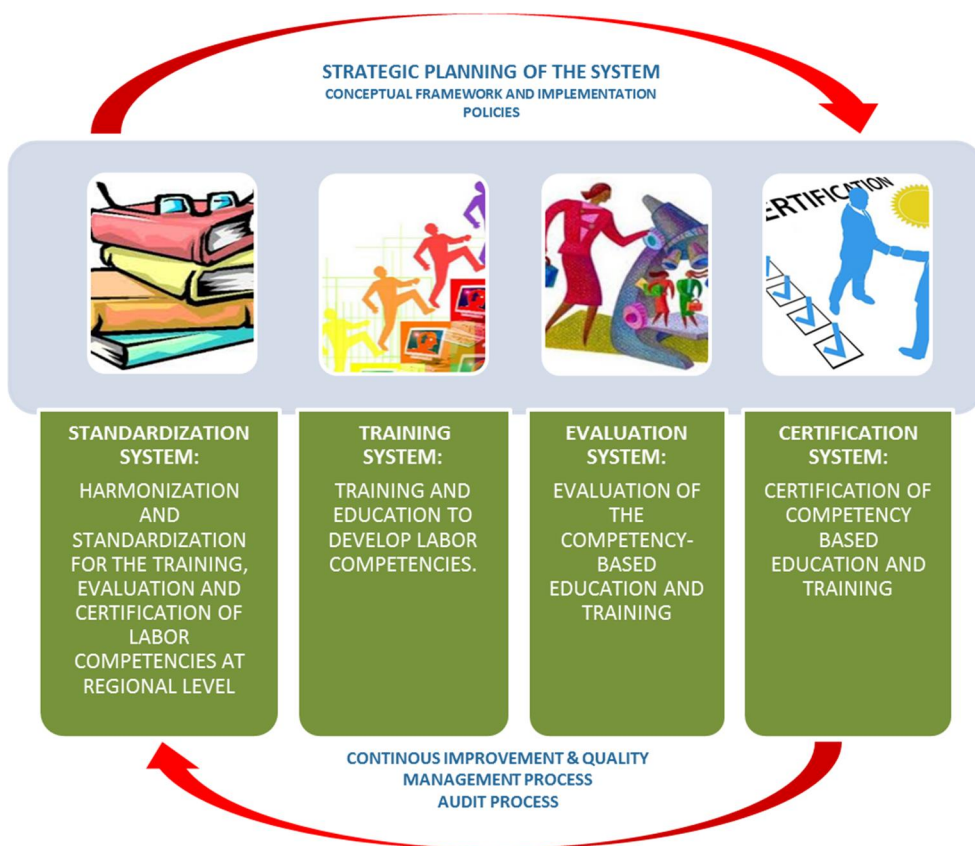 STRATEGIC PLANNING OF THE SYSTEM
CONCEPTUAL FRAMEWORK AND IMPLEMENTATION
POLICIES
ERTIFICATION
STANDARDIZATION
SYSTEM:
HARMONIZATION
AND
STANDARDIZATION
FOR THE TRAINING,
EVALUATION AND
CERTIFICATION OF
LABOR
COMPETENCIES AT
REGIONAL LEVEL
TRAINING
SYSTEM:
TRAINING AND
EDUCATION TO
DEVELOP LABOR
COMPETENCIES.
EVALUATION
SYSTEM:
EVALUATION OF
THE
COMPETENCY-
BASED
EDUCATION AND
TRAINING
CERTIFICATION
SYSTEM:
CERTIFICATION OF
COMPETENCY
BASED
EDUCATION AND
TRAINING
CONTINOUS IMPROVEMENT & QUALITY
MANAGEMENT PROCESS
AUDIT PROCESS